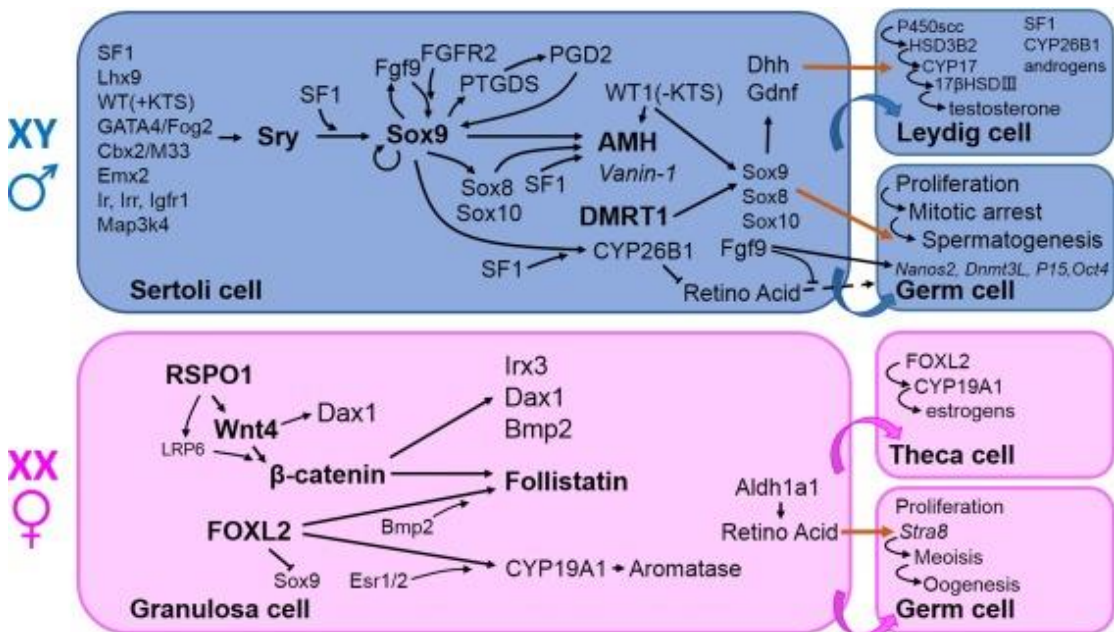 XY
SF1
Lhx9
WT(+KTS)
GATA4/Fog2
Cbx2/M33
Emx2
Ir, Irr, Igfr1
Map3k4
Sry
SF1
Fgf9
FGFR2
PTGDS
PGD2
Sox9
Sox8
Sox10
SF1
WT1(-KTS)
AMH
Vanin-1
DMRT1
SF1
CYP26B1
Retino Acid
Dhh
Gdnf
Sox9
Sox8
Sox10
Fgf9
Sertoli cell
P450scc
HSD3B2
CYP17
17βHSDⅢ
testosterone
SF1
CYP26B1
androgens
Leydig cell
Proliferation
Mitotic arrest
Spermatogenesis
Nanos2, Dnmt3L, P15,Oct4
Germ cell
XX
RSPO1
Wnt4
Dax1
LRP6
β-catenin
Irx3
Dax1
Bmp2
Follistatin
FOXL2
Bmp2
Sox9
Esr1/2
CYP19A1
Aromatase
Aldh1a1
Retino Acid
Granulosa cell
FOXL2
CYP19A1
estrogens
Theca cell
Proliferation
Stra8
Meoisis
Oogenesis
Germ cell